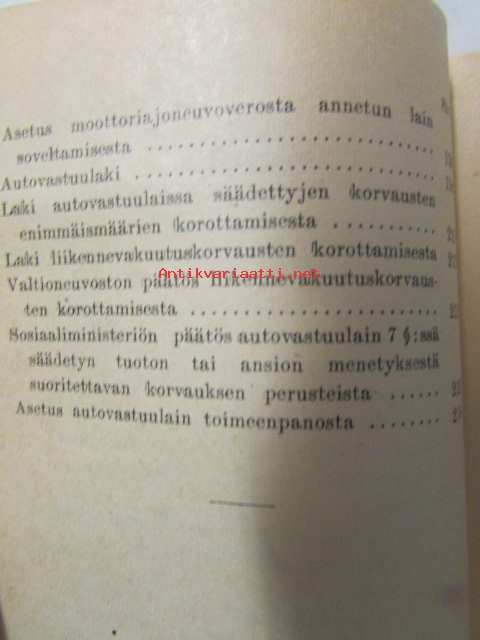 Asetus moottoriajoneuvoverosta annetun lain
soveltamisesta
Autovastuulaki
Laki autovastuulaissa säädettyjen korvausten
enimmäismäärien korottamisesta
Laki liikennevakuutuskorvausten korottamisesta
Antikvariaatti.net
Valtioneuvoston päätös liikennevakuutuskorvaus-
ten korottamisesta
Sosiaaliministeriön päätös autovastuulain 7 §:ssä
säädetyn tuoton tai ansion menetyksestä
suoritettavan korvauksen perusteista
Asetus autovastuulain toimeenpanosta